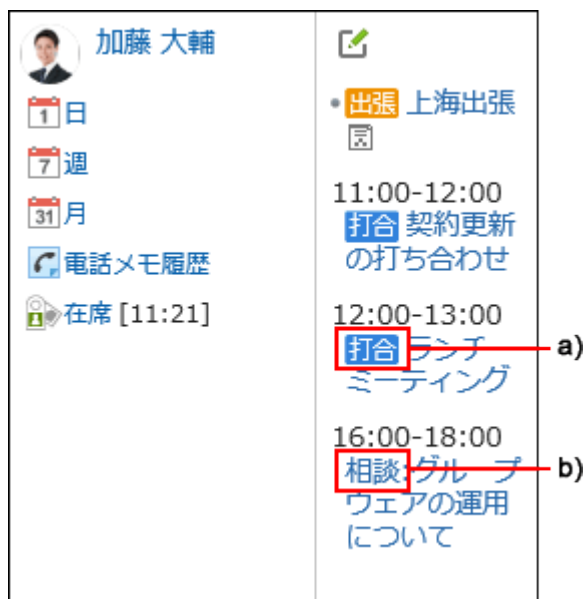 加藤 大輔
1 日
7 週
31 月
電話メモ履歴
在席 [11:21]
出張 上海出張
11:00-12:00
打合 契約更新
の打ち合わせ
12:00-13:00
打合 ランチ
ミーティング
a)
16:00-18:00
相談:グループ
ウェアの運用
について
b)